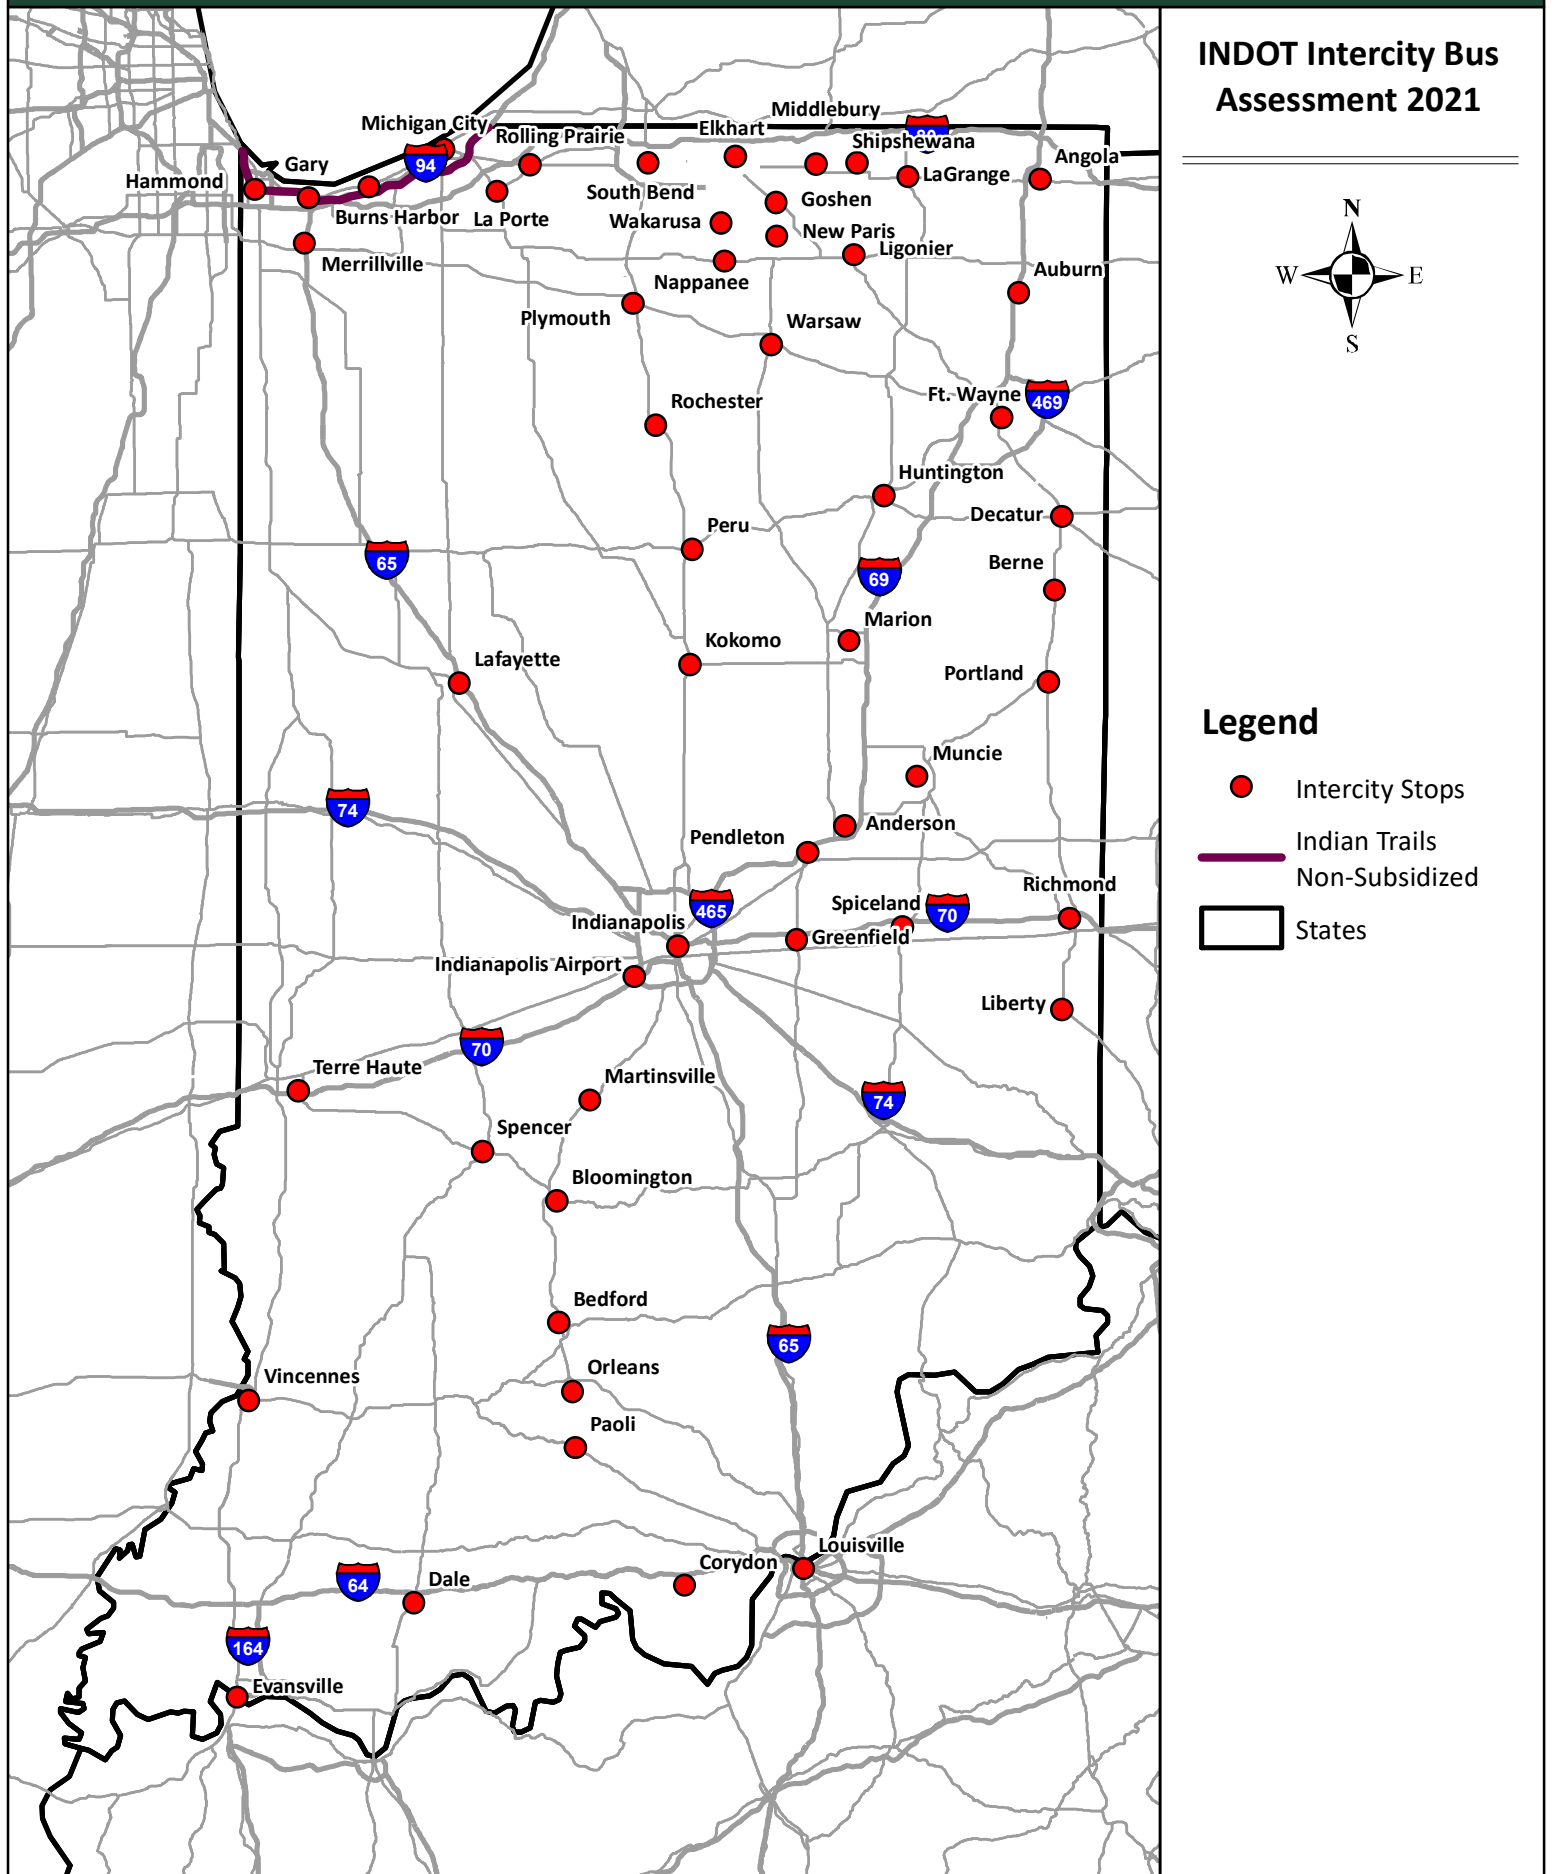 INDOT Intercity Bus
Assessment 2021
N
W
E
S
Legend
Intercity Stops
Indian Trails
Non-Subsidized
States
Middlebury
Michigan City
Rolling Prairie
Elkhart
80
Shipshewana
Angola
94
Gary
Hammond
LaGrange
South Bend
Goshen
Burns Harbor
La Porte
Wakarusa
New Paris
Ligonier
Merrillville
Nappanee
Auburn
Plymouth
Warsaw
Rochester
Ft. Wayne
469
Huntington
Decatur
Peru
65
Berne
69
Marion
Kokomo
Lafayette
Portland
Muncie
74
Anderson
Pendleton
Richmond
Spiceland
70
465
Indianapolis
Greenfield
Indianapolis Airport
Liberty
70
Terre Haute
Martinsville
74
Spencer
Bloomington
Bedford
65
Orleans
Vincennes
Paoli
Louisville
Corydon
64
Dale
164
Evansville